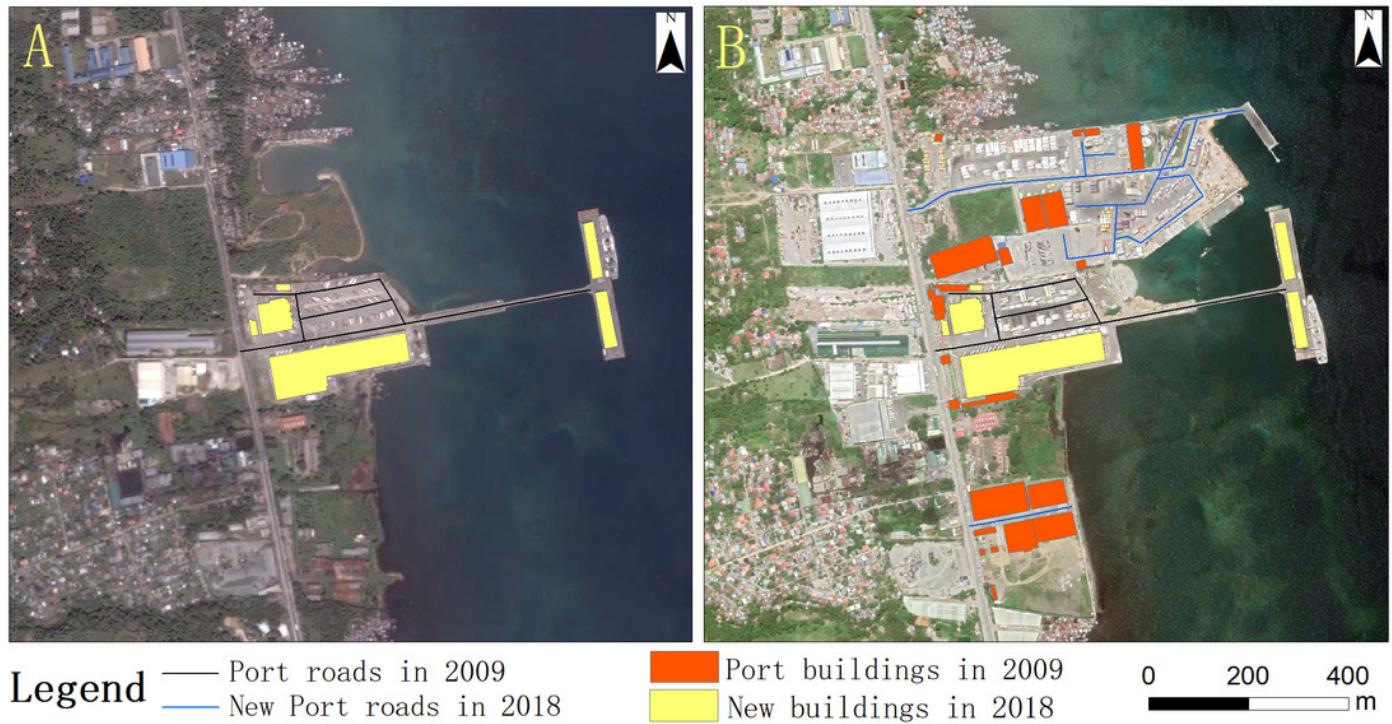 A
N
B
N
Legend
Port roads in 2009
New Port roads in 2018
Port buildings in 2009
New buildings in 2018
0 200 400
m